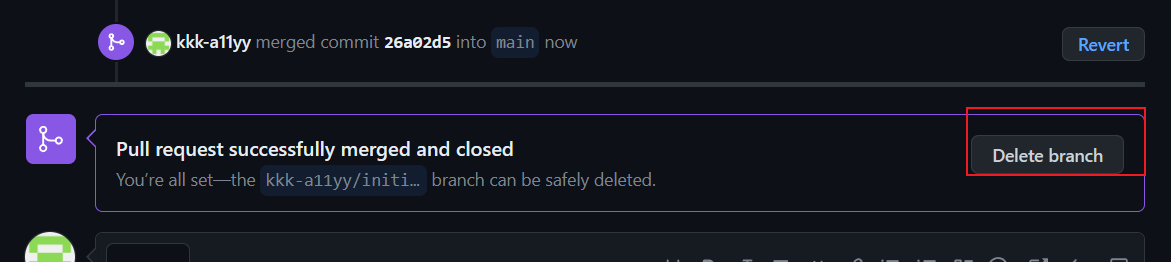 kkk-a11yy merged commit 26a02d5 into main now
Revert
Pull request successfully merged and closed
You’re all set—the kkk-a11yy/initi… branch can be safely deleted.
Delete branch